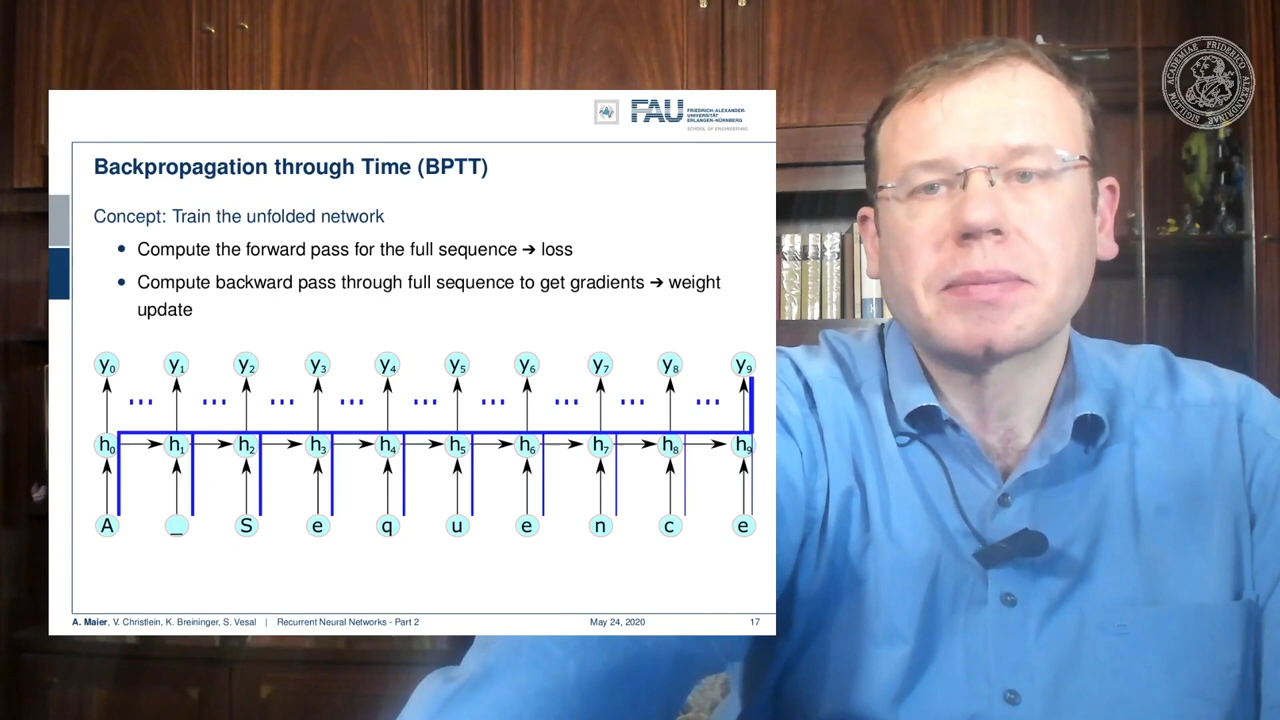 FAU
FRIEDRICH-ALEXANDER-
UNIVERSITÄT
ERLANGEN-NÜRNBERG
SCHOOL OF ENGINEERING
Backpropagation through Time (BPTT)
Concept: Train the unfolded network
• Compute the forward pass for the full sequence ➔ loss
• Compute backward pass through full sequence to get gradients ➔ weight
update
y₀ y₁ y₂ y₃ y₄ y₅ y₆ y₇ y₈ y₉
... ... ... ... ... ... ... ... ...
h₀ h₁ h₂ h₃ h₄ h₅ h₆ h₇ h₈ h₉
A _ S e q u e n c e
A. Maier, V. Christlein, K. Breininger, S. Vesal | Recurrent Neural Networks - Part 2 May 24, 2020 17